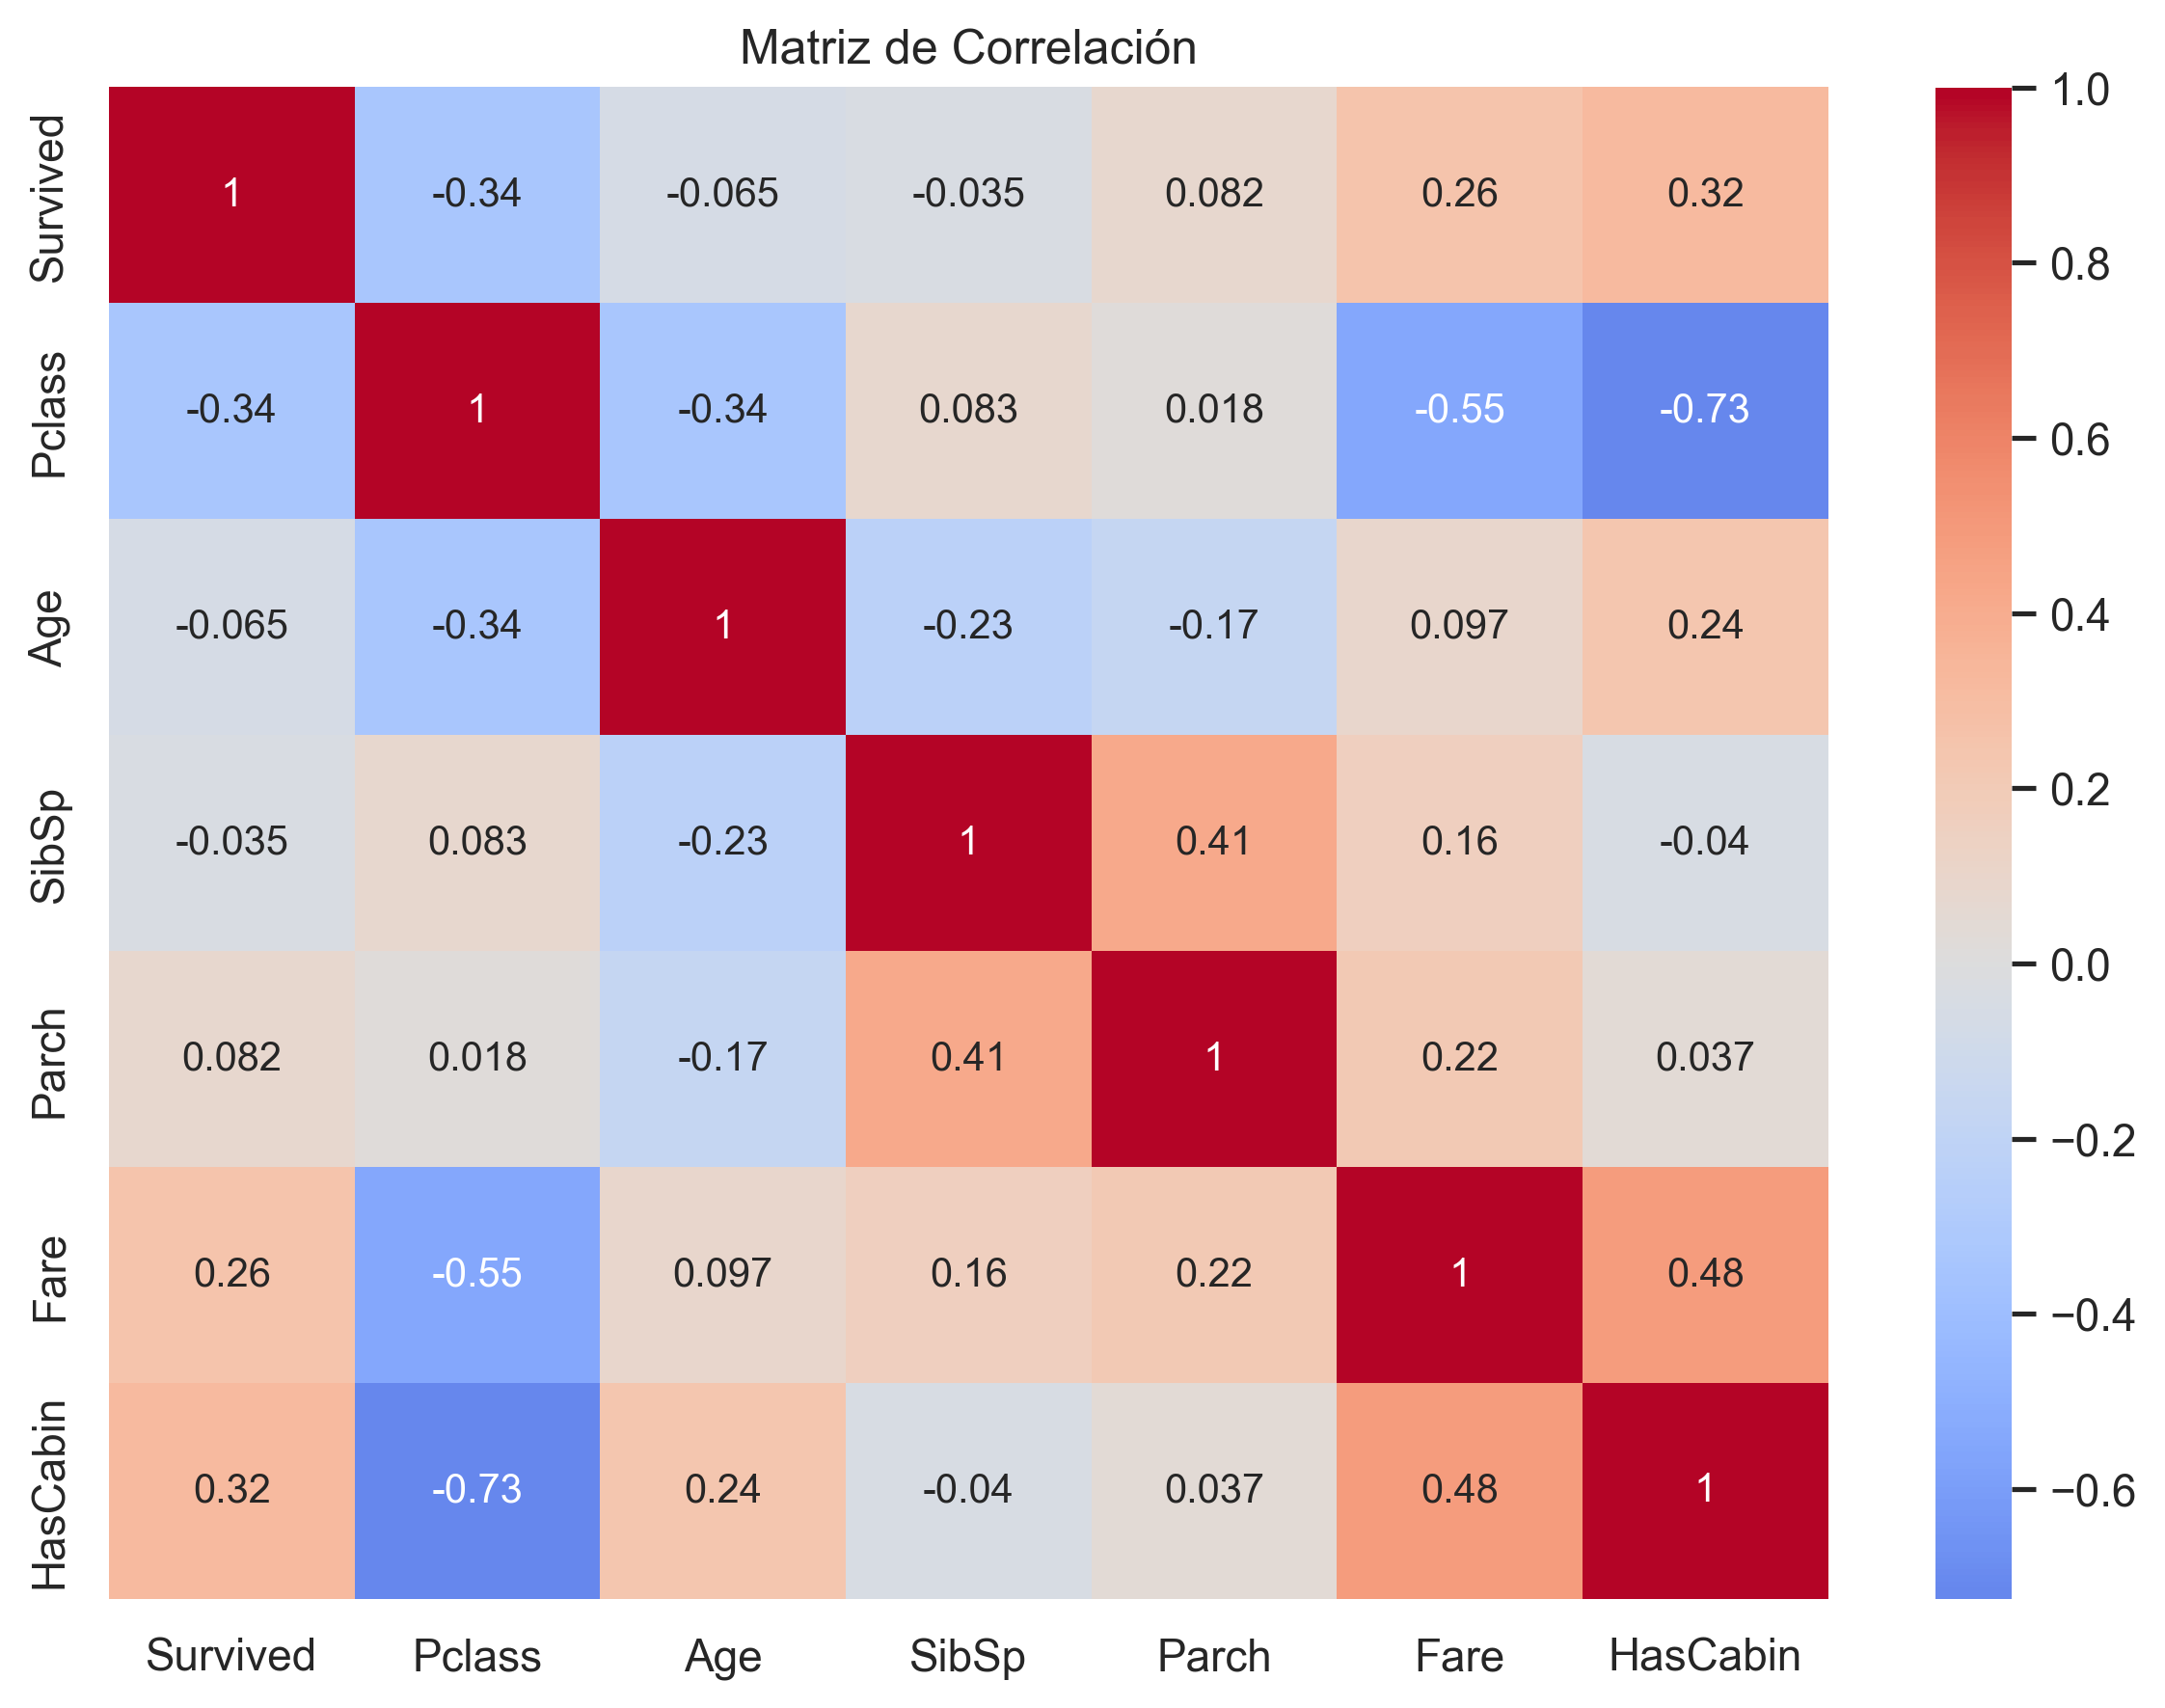 Matriz de Correlación
Survived 1 -0.34 -0.065 -0.035 0.082 0.26 0.32
Pclass -0.34 1 -0.34 0.083 0.018 -0.55 -0.73
Age -0.065 -0.34 1 -0.23 -0.17 0.097 0.24
SibSp -0.035 0.083 -0.23 1 0.41 0.16 -0.04
Parch 0.082 0.018 -0.17 0.41 1 0.22 0.037
Fare 0.26 -0.55 0.097 0.16 0.22 1 0.48
HasCabin 0.32 -0.73 0.24 -0.04 0.037 0.48 1
Survived Pclass Age SibSp Parch Fare HasCabin
1.0
0.8
0.6
0.4
0.2
0.0
−0.2
−0.4
−0.6